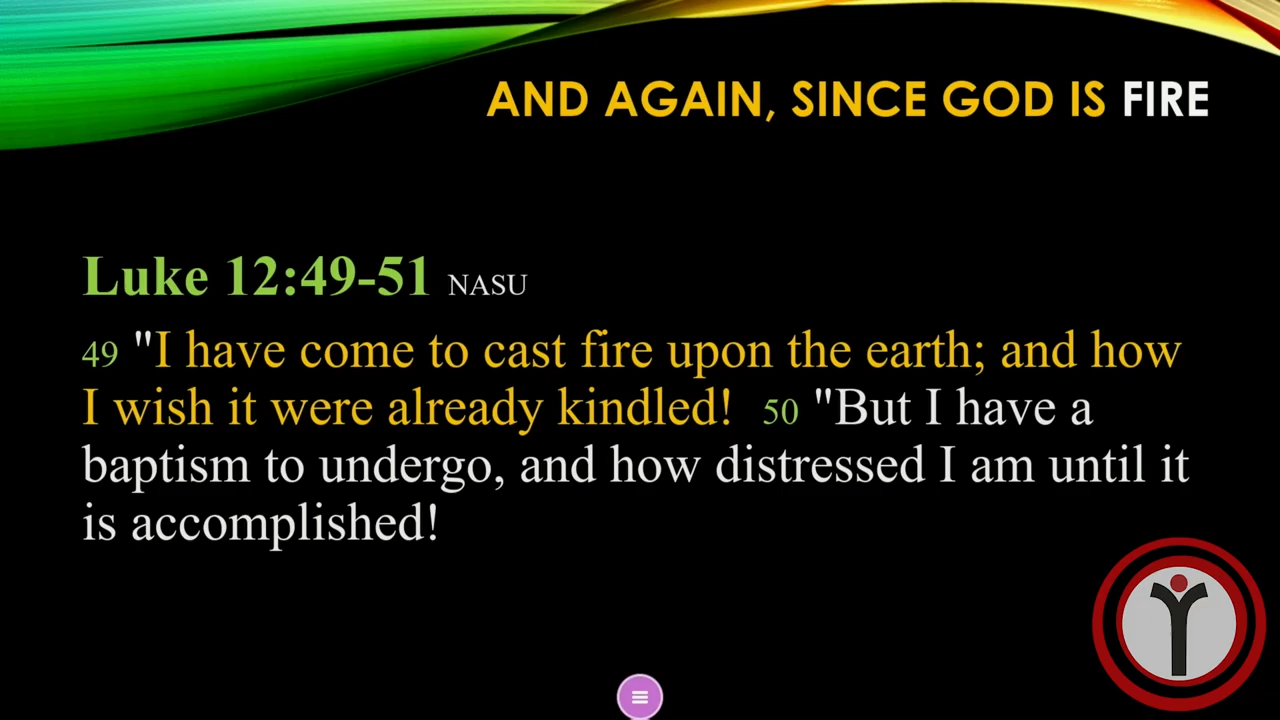 AND AGAIN, SINCE GOD IS FIRE
Luke 12:49-51 NASU
49 "I have come to cast fire upon the earth; and how
I wish it were already kindled! 50 "But I have a
baptism to undergo, and how distressed I am until it
is accomplished!